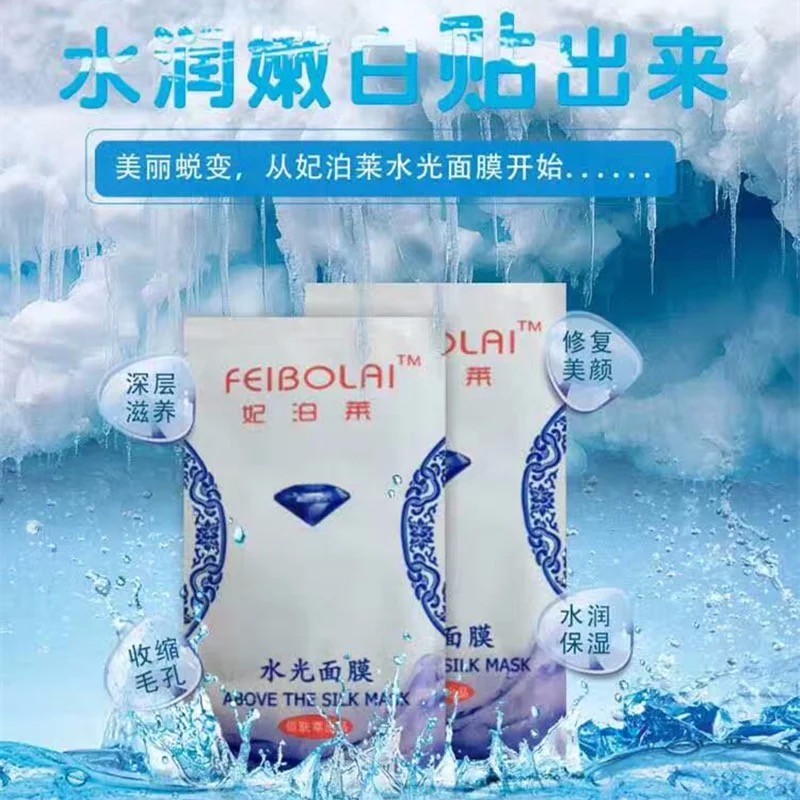 水润嫩白贴出来
美丽蜕变，从妃泊莱水光面膜开始......
深层
滋养
修复
美颜
FEIBOLAI™
妃泊莱
OLAI™
莱
水光面膜
ABOVE THE SILK MASK
面膜
SILK MASK
收缩
毛孔
水润
保湿